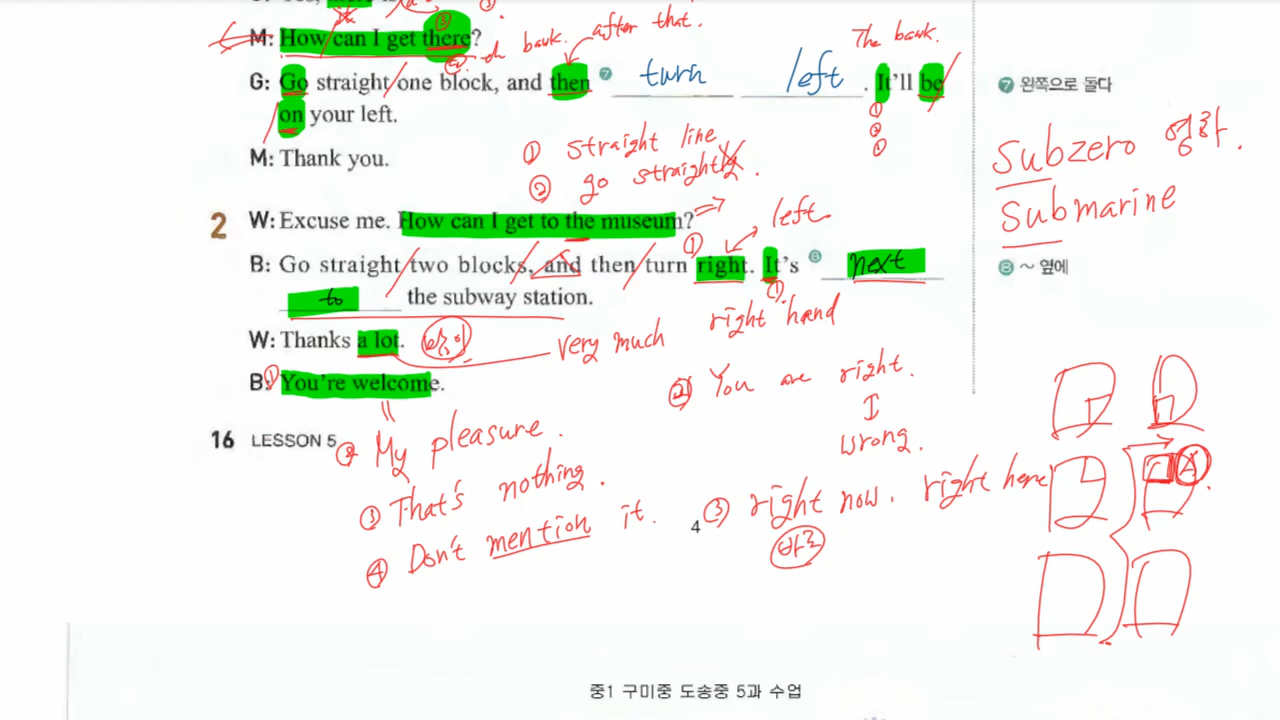 ③
M: How can I get there?
after that.
The bank.
G: Go straight one block, and then ⑦ turn left. It'll be
on your left.
⑦ 왼쪽으로 돌다
M: Thank you.
① straight line
② go straightly.
Subzero 영하.
Submarine
2 W: Excuse me. How can I get to the museum?
left
B: Go straight two blocks, and then turn right. It's ⑧ next
to the subway station.
⑧ ~ 옆에
① right hand
W: Thanks a lot. 많이 very much
B: You're welcome.
② You are right.
wrong.
16 LESSON 5
② My pleasure.
③ That's nothing.
④ Don't mention it.
4
③ right now. right here
바로
중1 구미중 도송중 5과 수업